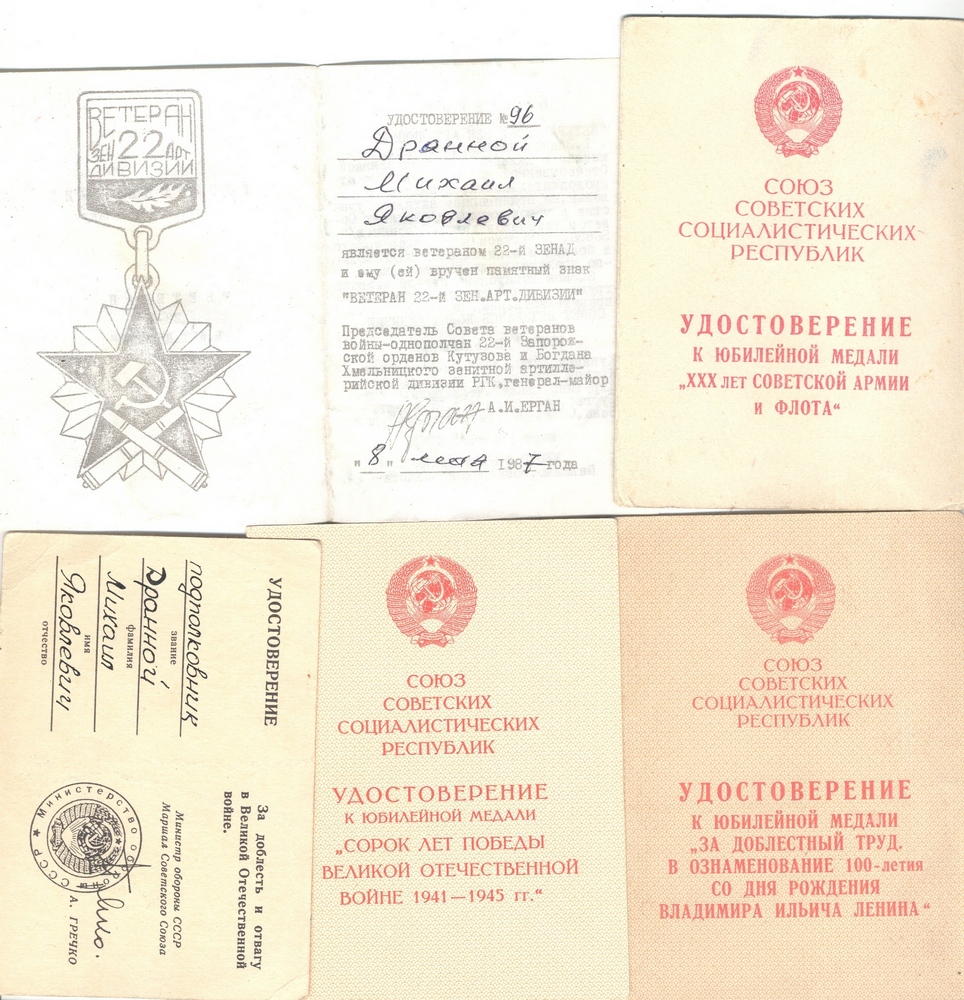 ВЕТЕРАН
ЗЕН 22 АРТ
ДИВИЗИИ
УДОСТОВЕРЕНИЕ № 96
Дранной
Михаил
Яковлевич
является ветераном 22-й ЗЕНАД
и ему (ей) вручен памятный знак
"ВЕТЕРАН 22-й ЗЕН.АРТ.ДИВИЗИИ"
Председатель Совета ветеранов
войны-однополчан 22-й Запорож-
ской орденов Кутузова и Богдана
Хмельницкого зенитной артилле-
рийской дивизии РГК, генерал-майор
А.И.ЕРГАН
"8" мая 1987 года
СОЮЗ
СОВЕТСКИХ
СОЦИАЛИСТИЧЕСКИХ
РЕСПУБЛИК
УДОСТОВЕРЕНИЕ
К ЮБИЛЕЙНОЙ МЕДАЛИ
„XXX ЛЕТ СОВЕТСКОЙ АРМИИ
И ФЛОТА“
УДОСТОВЕРЕНИЕ
подполковник
звание
Дранной
фамилия
Михаил
имя
Яковлевич
отчество
За доблесть и отвагу
в Великой Отечественной
войне.
Министр обороны СССР
Маршал Советского Союза
А. ГРЕЧКО
Министерство обороны СССР
СОЮЗ
СОВЕТСКИХ
СОЦИАЛИСТИЧЕСКИХ
РЕСПУБЛИК
УДОСТОВЕРЕНИЕ
К ЮБИЛЕЙНОЙ МЕДАЛИ
„СОРОК ЛЕТ ПОБЕДЫ
ВЕЛИКОЙ ОТЕЧЕСТВЕННОЙ
ВОЙНЕ 1941—1945 гг.“
СОЮЗ
СОВЕТСКИХ
СОЦИАЛИСТИЧЕСКИХ
РЕСПУБЛИК
УДОСТОВЕРЕНИЕ
К ЮБИЛЕЙНОЙ МЕДАЛИ
„ЗА ДОБЛЕСТНЫЙ ТРУД.
В ОЗНАМЕНОВАНИЕ 100-летия
СО ДНЯ РОЖДЕНИЯ
ВЛАДИМИРА ИЛЬИЧА ЛЕНИНА“